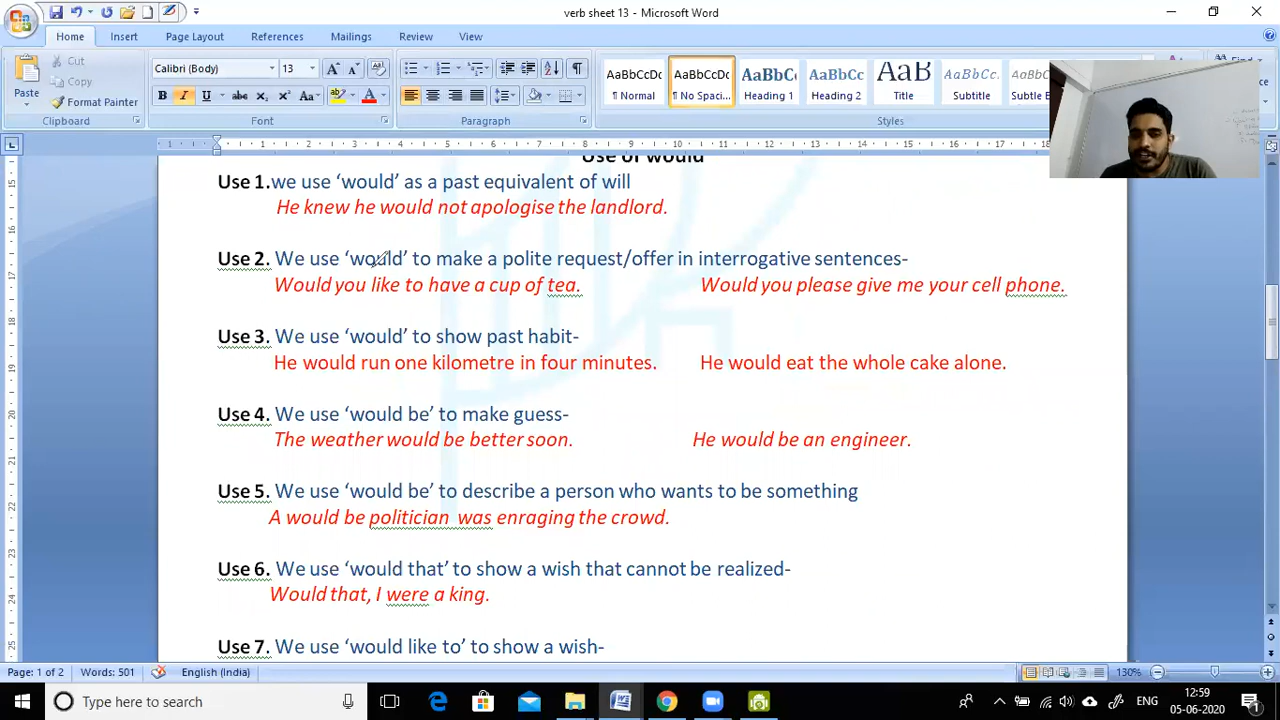 verb sheet 13 - Microsoft Word
Home Insert Page Layout References Mailings Review View
Cut
Copy
Format Painter
Paste
Clipboard
Calibri (Body) 13
Font
Paragraph
AaBbCcDc AaBbCcDc AaBbCc AaBbCc AaB AaBbCc. AaBbCc
¶ Normal ¶ No Spaci... Heading 1 Heading 2 Title Subtitle Subtle
Styles
Use of would
Use 1.we use ‘would’ as a past equivalent of will
He knew he would not apologise the landlord.
Use 2. We use ‘would’ to make a polite request/offer in interrogative sentences-
Would you like to have a cup of tea. Would you please give me your cell phone.
Use 3. We use ‘would’ to show past habit-
He would run one kilometre in four minutes. He would eat the whole cake alone.
Use 4. We use ‘would be’ to make guess-
The weather would be better soon. He would be an engineer.
Use 5. We use ‘would be’ to describe a person who wants to be something
A would be politician was enraging the crowd.
Use 6. We use ‘would that’ to show a wish that cannot be realized-
Would that, I were a king.
Use 7. We use ‘would like to’ to show a wish-
Page: 1 of 2 Words: 501 English (India) 130%
Type here to search
ENG
12:59
05-06-2020